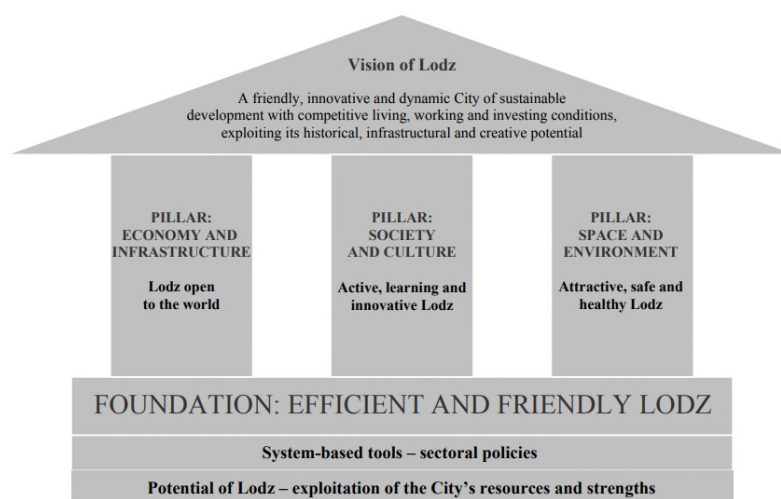 Vision of Lodz
A friendly, innovative and dynamic City of sustainable
development with competitive living, working and investing conditions,
exploiting its historical, infrastructural and creative potential
PILLAR:
ECONOMY AND
INFRASTRUCTURE
Lodz open
to the world
PILLAR:
SOCIETY
AND CULTURE
Active, learning and
innovative Lodz
PILLAR:
SPACE AND
ENVIRONMENT
Attractive, safe and
healthy Lodz
FOUNDATION: EFFICIENT AND FRIENDLY LODZ
System-based tools – sectoral policies
Potential of Lodz – exploitation of the City’s resources and strengths